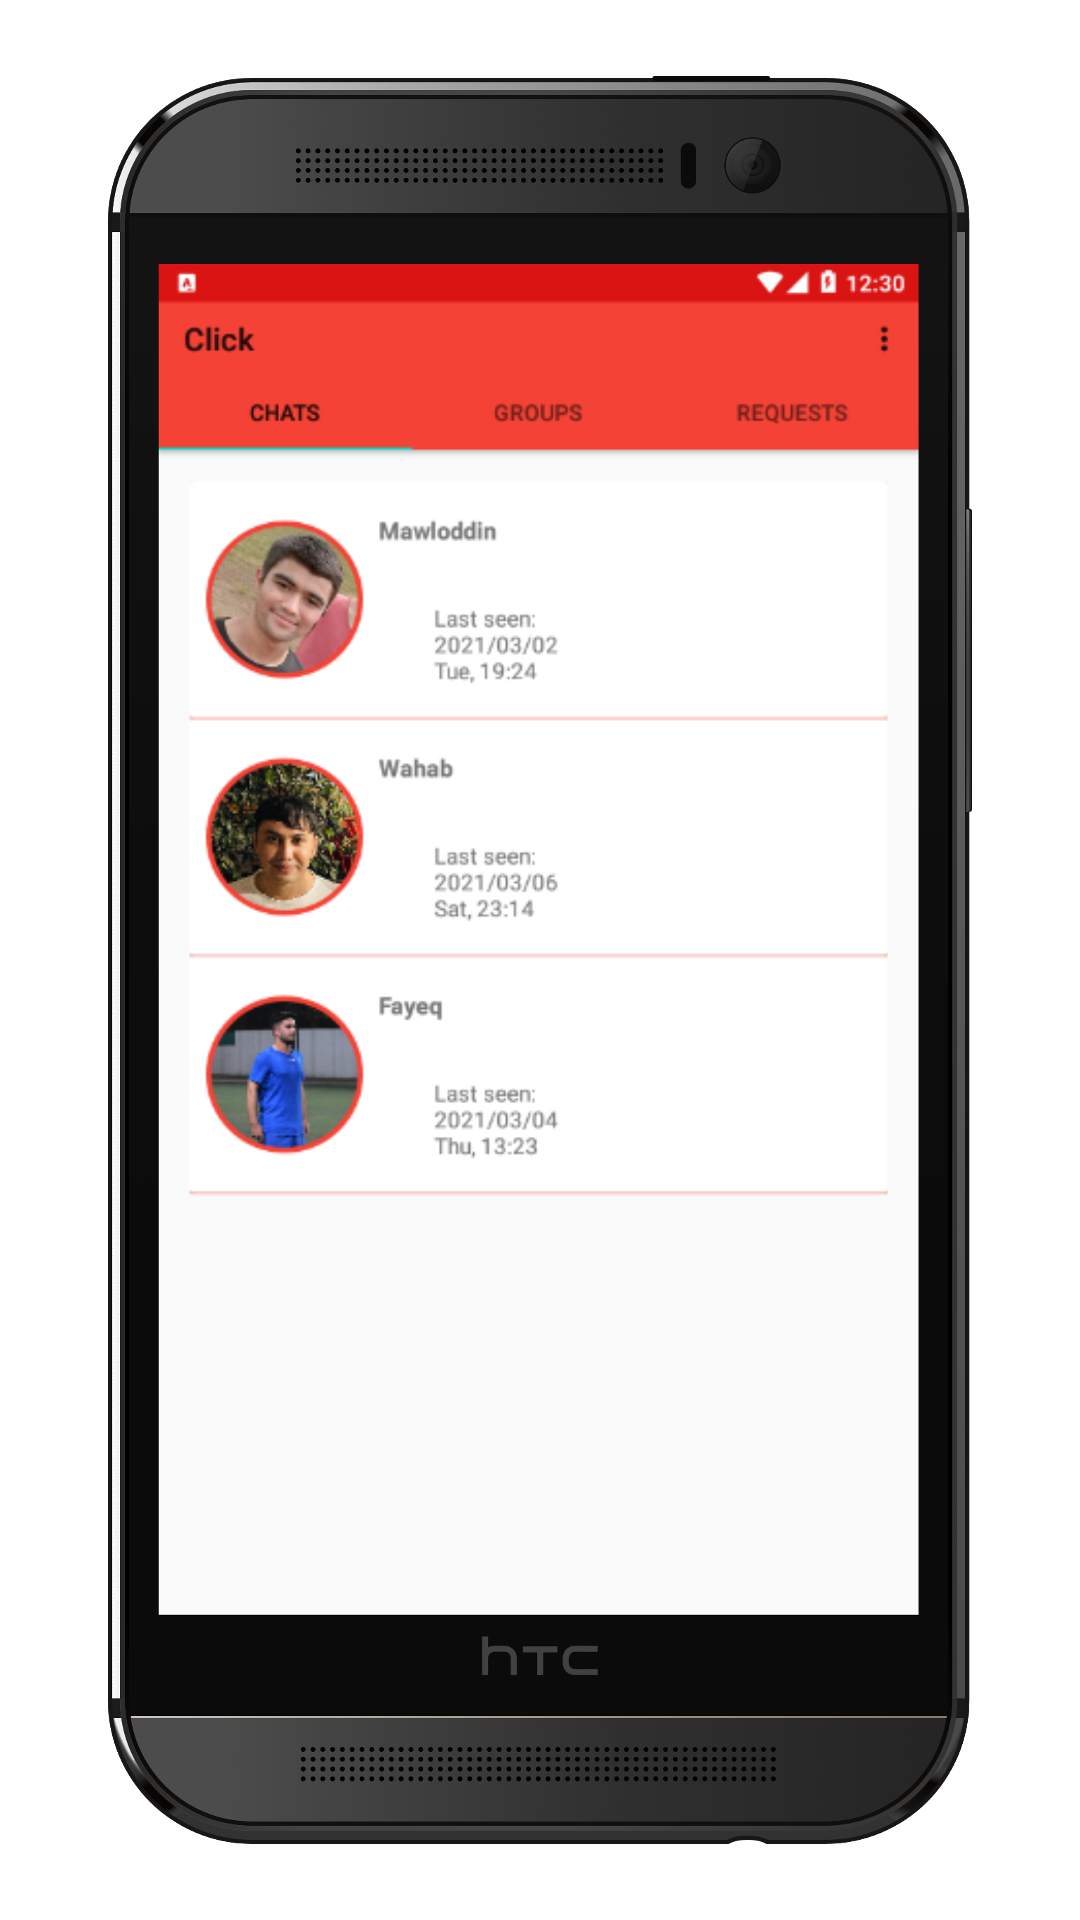 12:30
Click
CHATS GROUPS REQUESTS
Mawloddin
Last seen:
2021/03/02
Tue, 19:24
Wahab
Last seen:
2021/03/06
Sat, 23:14
Fayeq
Last seen:
2021/03/04
Thu, 13:23
hTC